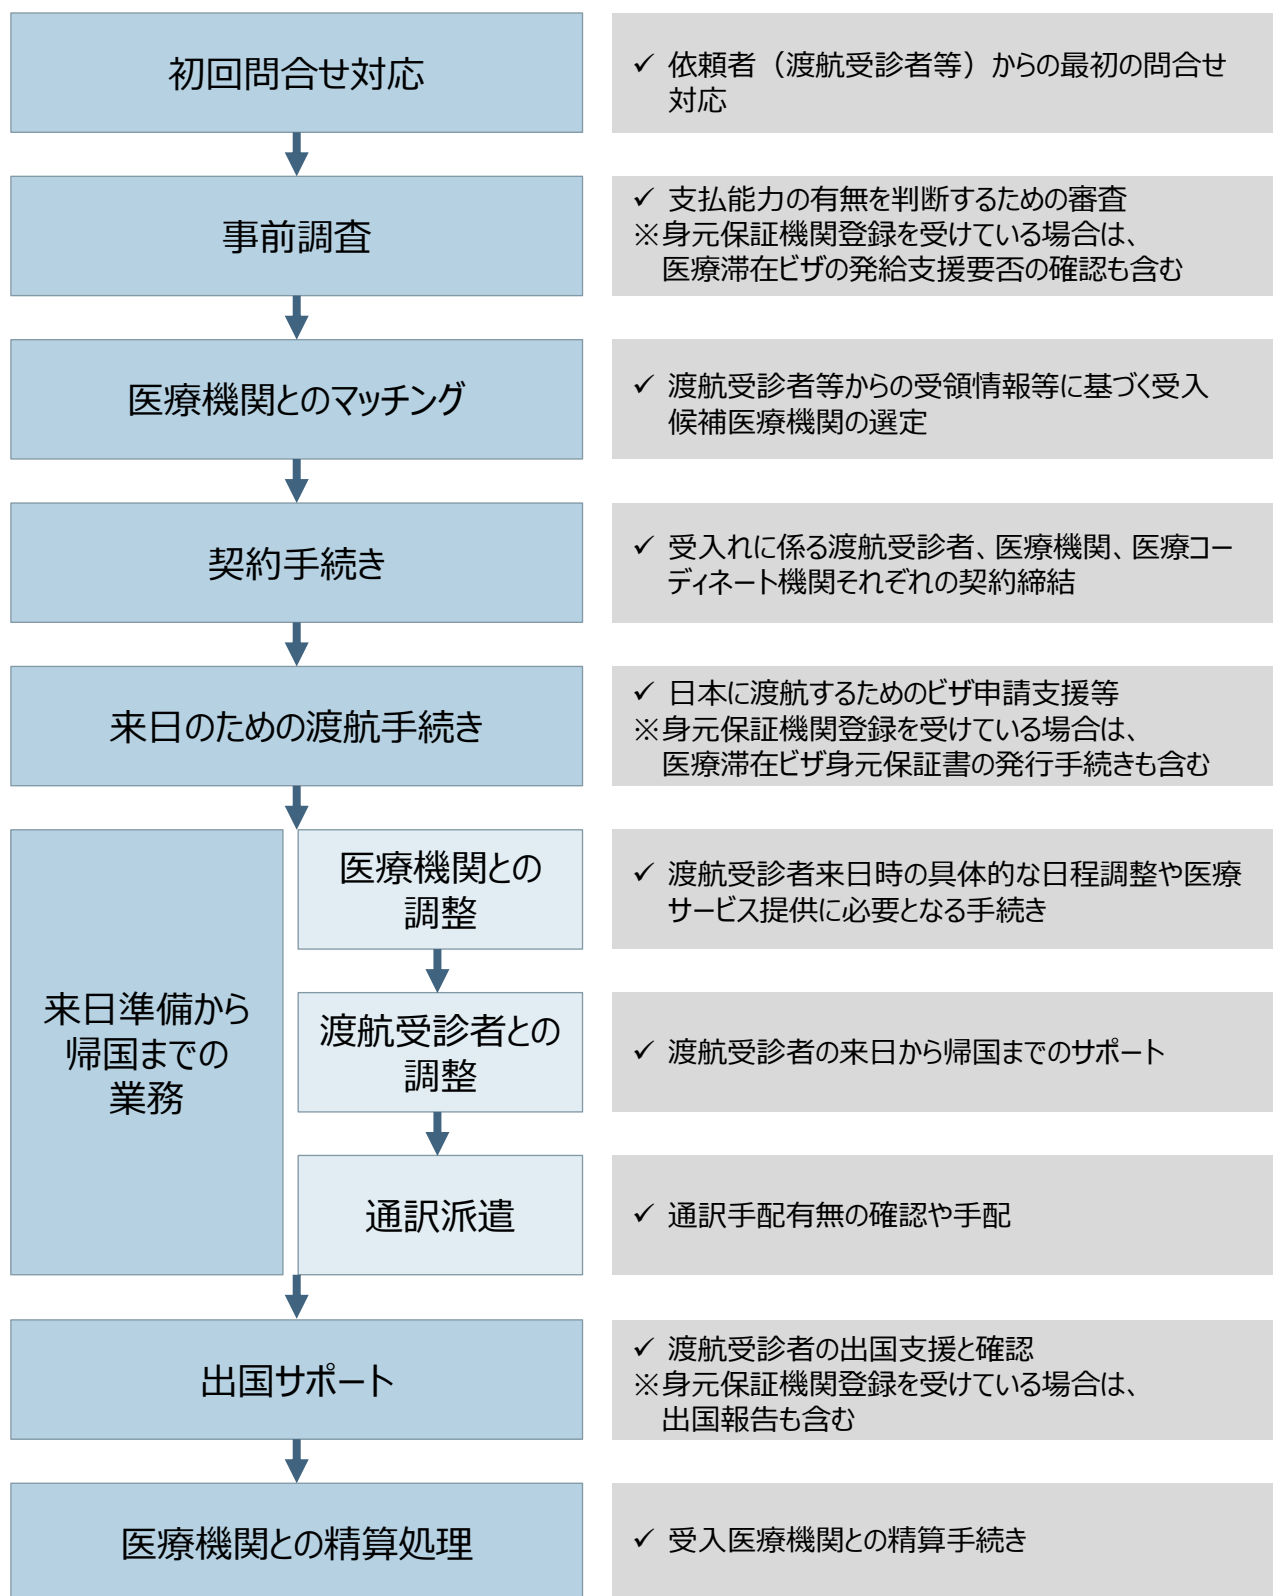 初回問合せ対応
✓ 依頼者（渡航受診者等）からの最初の問合せ
対応
事前調査
✓ 支払能力の有無を判断するための審査
※身元保証機関登録を受けている場合は、
医療滞在ビザの発給支援要否の確認も含む
医療機関とのマッチング
✓ 渡航受診者等からの受領情報等に基づく受入
候補医療機関の選定
契約手続き
✓ 受入れに係る渡航受診者、医療機関、医療コー
ディネート機関それぞれの契約締結
来日のための渡航手続き
✓ 日本に渡航するためのビザ申請支援等
※身元保証機関登録を受けている場合は、
医療滞在ビザ身元保証書の発行手続きも含む
来日準備から
帰国までの
業務
医療機関との
調整
✓ 渡航受診者来日時の具体的な日程調整や医療
サービス提供に必要となる手続き
渡航受診者との
調整
✓ 渡航受診者の来日から帰国までのサポート
通訳派遣
✓ 通訳手配有無の確認や手配
出国サポート
✓ 渡航受診者の出国支援と確認
※身元保証機関登録を受けている場合は、
出国報告も含む
医療機関との精算処理
✓ 受入医療機関との精算手続き